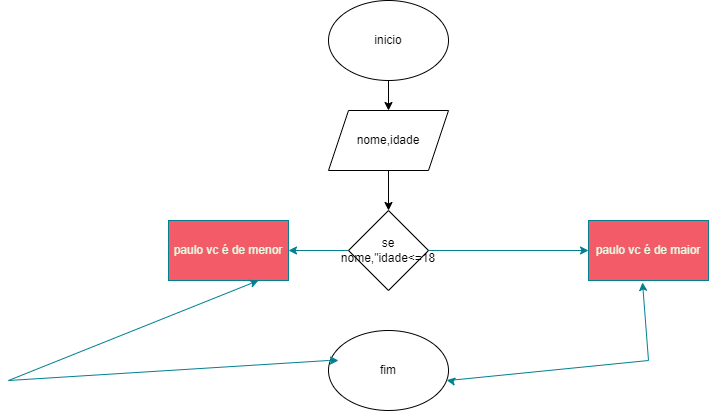 inicio
nome,idade
se
nome,"idade<=18
paulo vc é de menor
paulo vc é de maior
fim